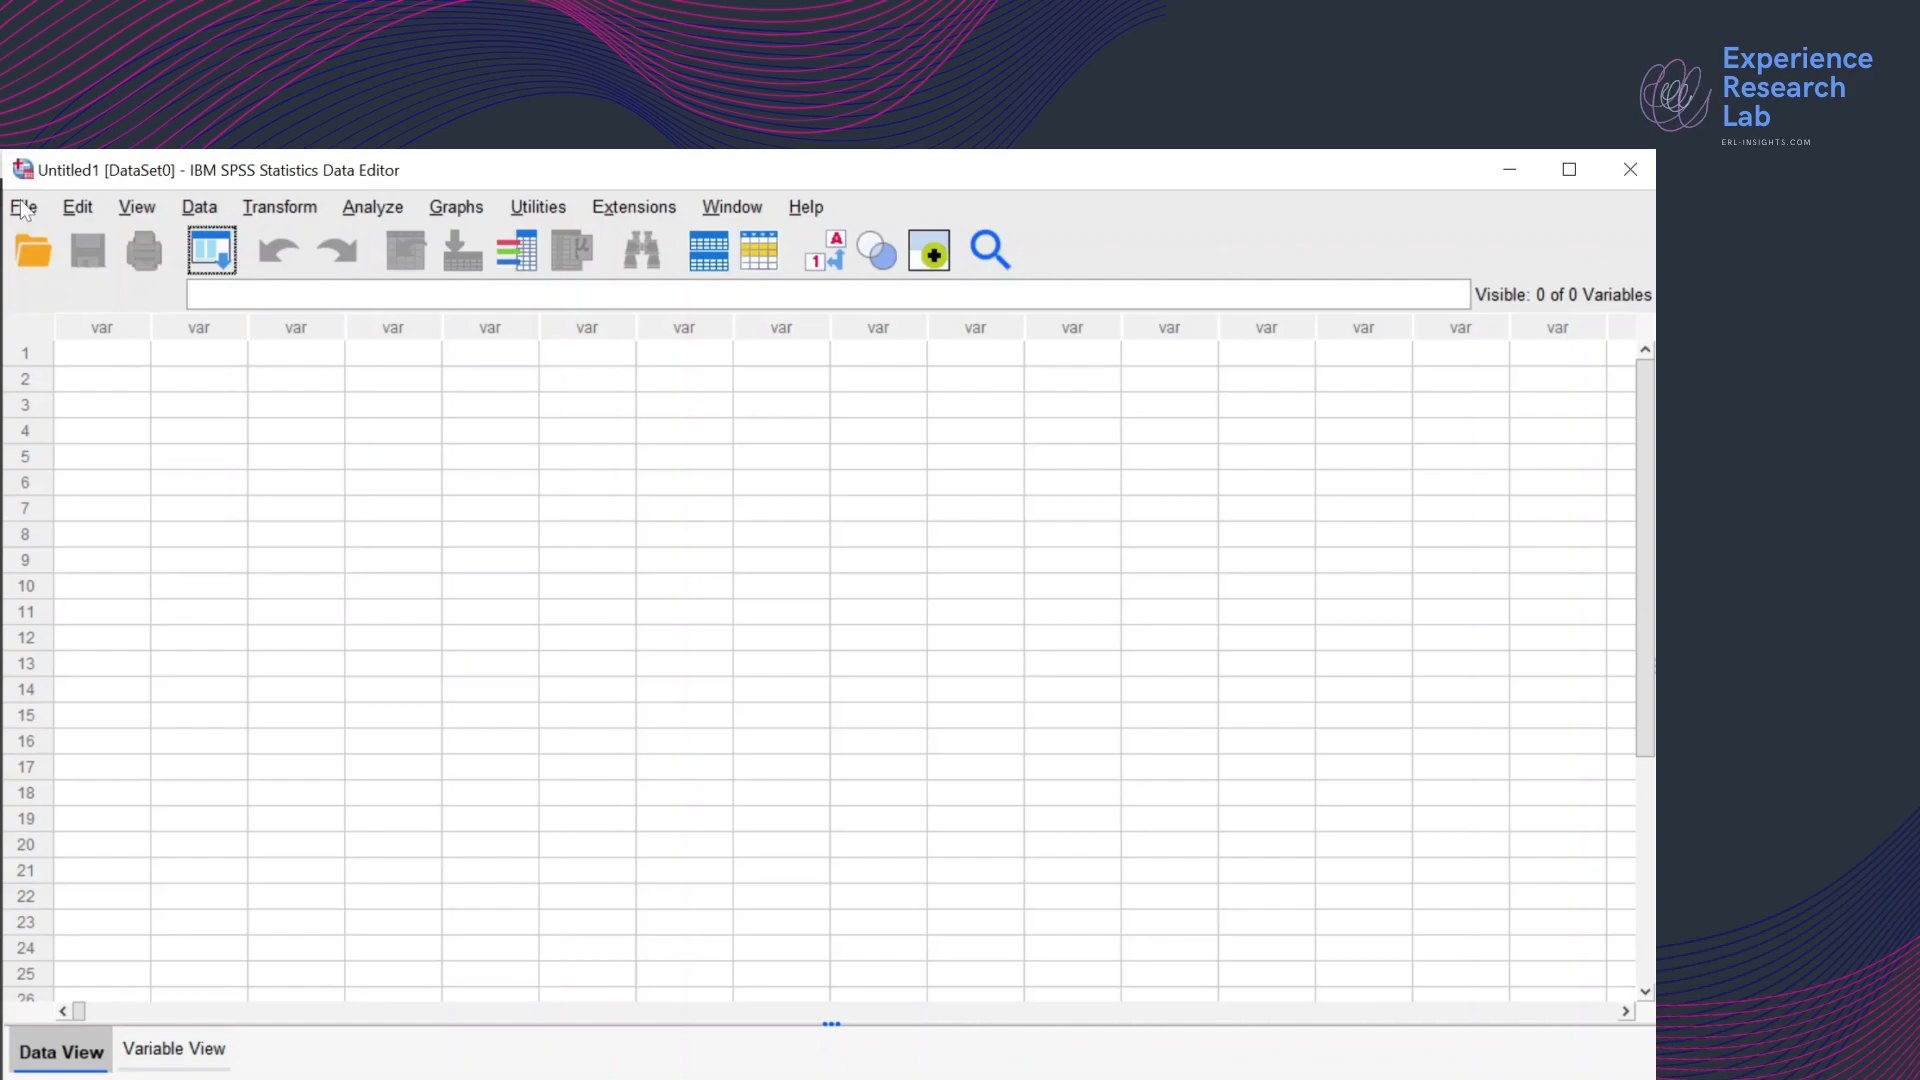 Experience
Research
Lab
ERL-INSIGHTS.COM
Untitled1 [DataSet0] - IBM SPSS Statistics Data Editor
File Edit View Data Transform Analyze Graphs Utilities Extensions Window Help
A
1
µ
Visible: 0 of 0 Variables
var var var var var var var var var var var var var var var var
1
2
3
4
5
6
7
8
9
10
11
12
13
14
15
16
17
18
19
20
21
22
23
24
25
26
Data View Variable View